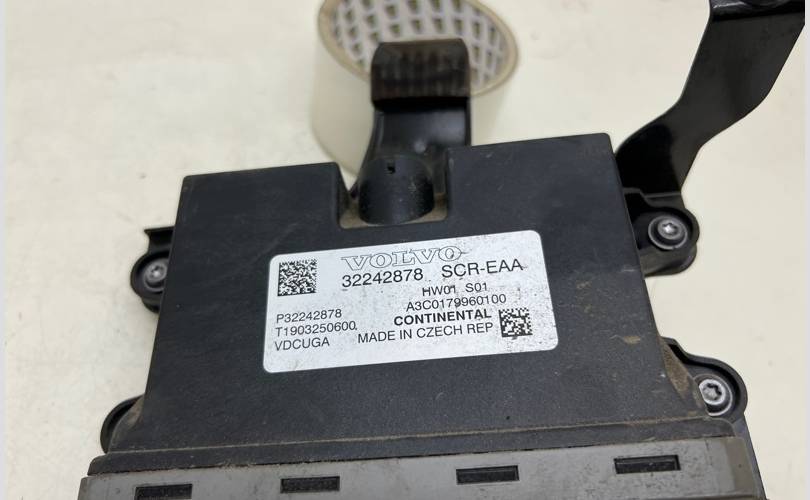 VOLVO
32242878 SCR-EAA
HW01 S01
A3C0179960100
P32242878
T1903250600
VDCUGA
CONTINENTAL
MADE IN CZECH REP